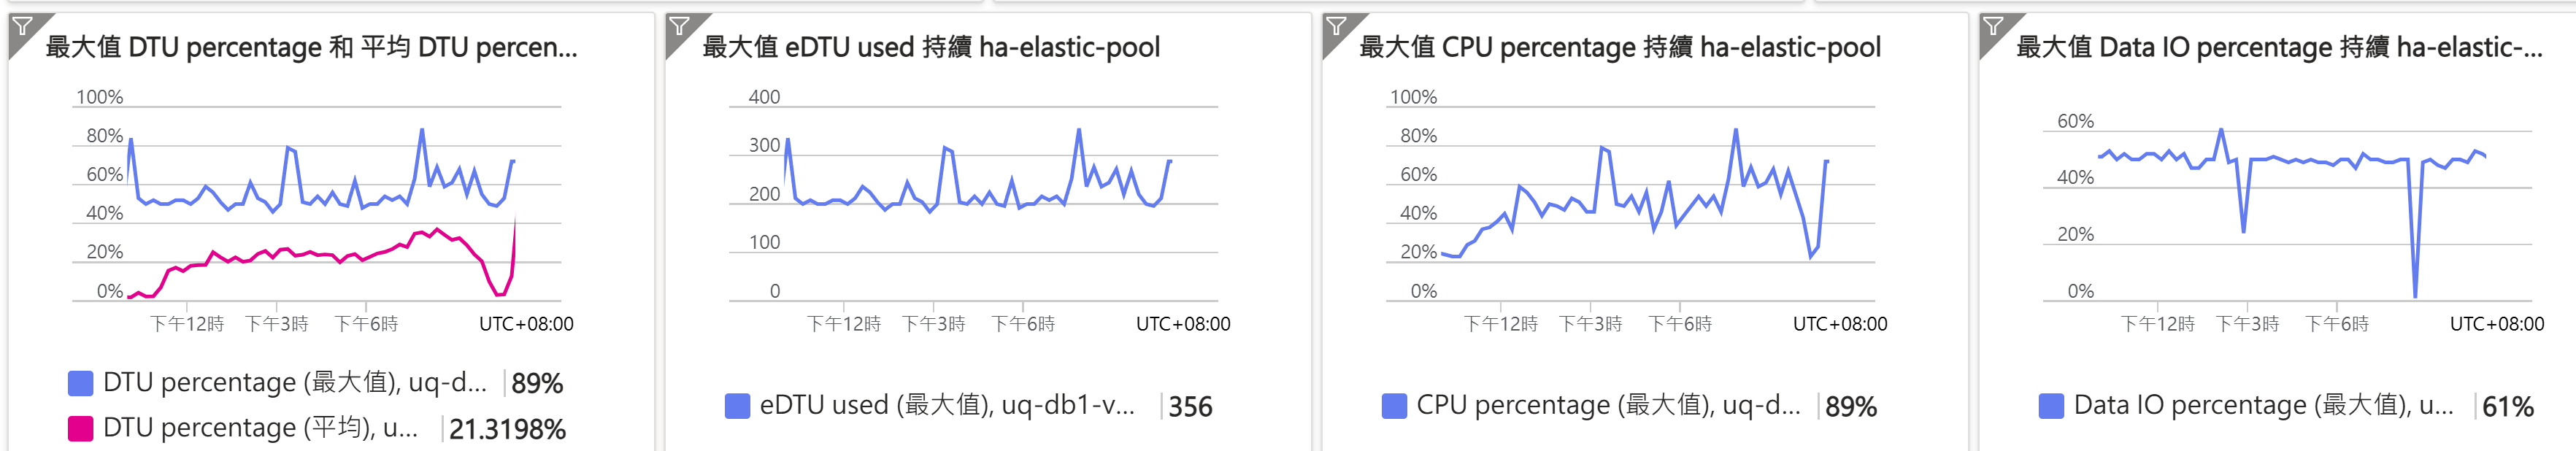 最大值 DTU percentage 和 平均 DTU percen...
100%
80%
60%
40%
20%
0%
下午12時 下午3時 下午6時 UTC+08:00
DTU percentage (最大值), uq-d... 89%
DTU percentage (平均), u... 21.3198%
最大值 eDTU used 持續 ha-elastic-pool
400
300
200
100
0
下午12時 下午3時 下午6時 UTC+08:00
eDTU used (最大值), uq-db1-v... 356
最大值 CPU percentage 持續 ha-elastic-pool
100%
80%
60%
40%
20%
0%
下午12時 下午3時 下午6時 UTC+08:00
CPU percentage (最大值), uq-d... 89%
最大值 Data IO percentage 持續 ha-elastic-...
60%
40%
20%
0%
下午12時 下午3時 下午6時 UTC+08:00
Data IO percentage (最大值), u... 61%